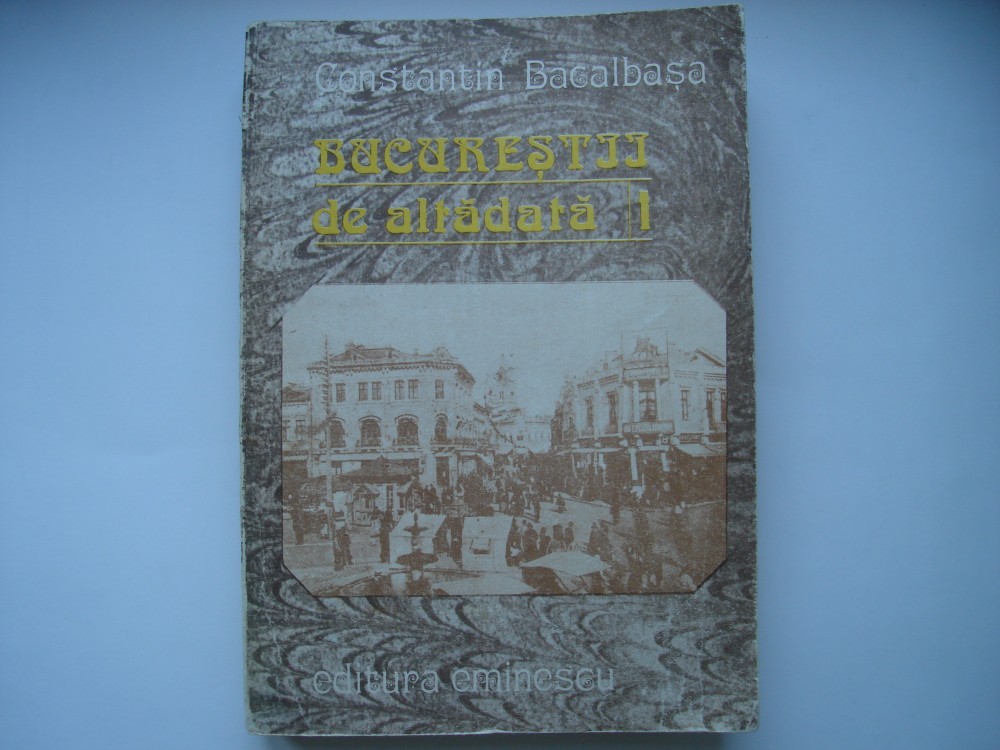 Constantin Bacalbașa
BUCUREȘTII
de altădată I
editura eminescu